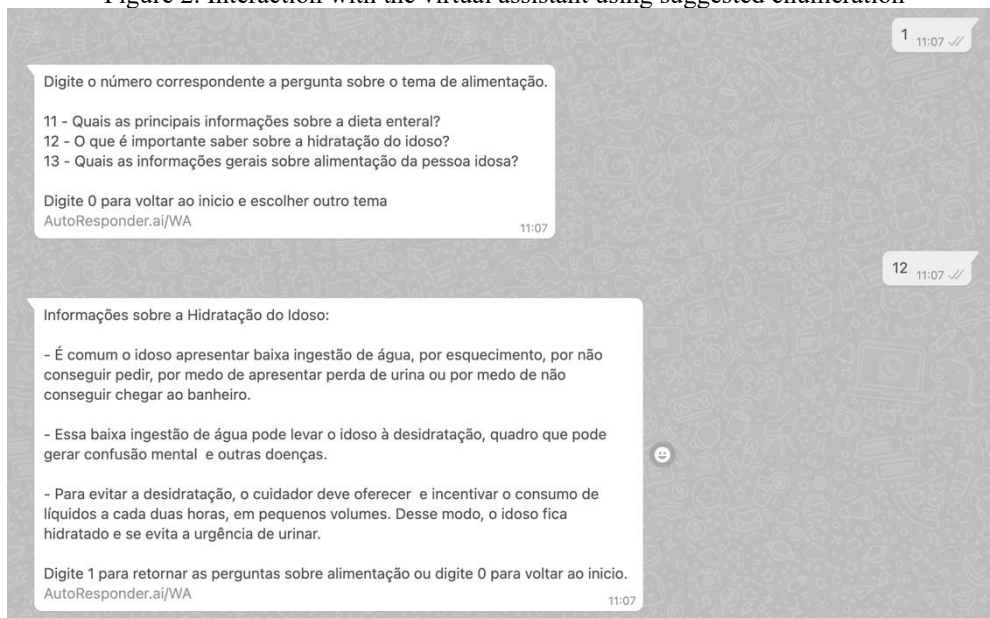 Figure 2. Interaction with the virtual assistant using suggested enumeration
1 11:07
Digite o número correspondente a pergunta sobre o tema de alimentação.
11 - Quais as principais informações sobre a dieta enteral?
12 - O que é importante saber sobre a hidratação do idoso?
13 - Quais as informações gerais sobre alimentação da pessoa idosa?
Digite 0 para voltar ao inicio e escolher outro tema
AutoResponder.ai/WA
11:07
12 11:07
Informações sobre a Hidratação do Idoso:
- É comum o idoso apresentar baixa ingestão de água, por esquecimento, por não
conseguir pedir, por medo de apresentar perda de urina ou por medo de não
conseguir chegar ao banheiro.
- Essa baixa ingestão de água pode levar o idoso à desidratação, quadro que pode
gerar confusão mental e outras doenças.
- Para evitar a desidratação, o cuidador deve oferecer e incentivar o consumo de
líquidos a cada duas horas, em pequenos volumes. Desse modo, o idoso fica
hidratado e se evita a urgência de urinar.
Digite 1 para retornar as perguntas sobre alimentação ou digite 0 para voltar ao inicio.
AutoResponder.ai/WA
11:07